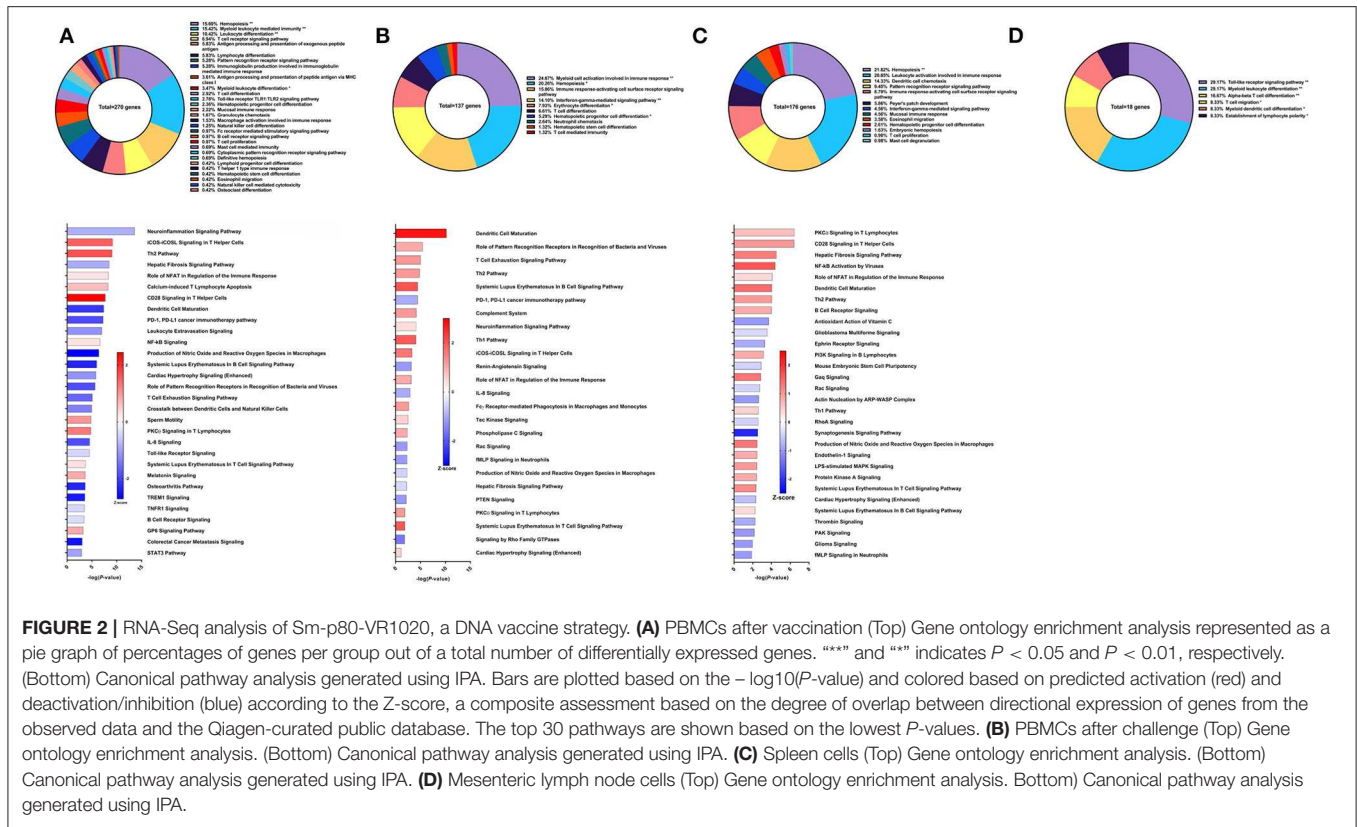 A
Total=270 genes
15.69% Hemopoiesis **
15.42% Myeloid leukocyte mediated immunity **
10.42% Leukocyte differentiation **
6.94% T cell receptor signaling pathway
5.83% Antigen processing and presentation of exogenous peptide
antigen
5.83% Lymphocyte differentiation
5.28% Pattern recognition receptor signaling pathway
5.28% Immunoglobulin production involved in immunoglobulin
mediated immune response
3.61% Antigen processing and presentation of peptide antigen via MHC
class I
3.47% Myeloid leukocyte differentiation *
2.92% T cell differentiation
2.78% Toll-like receptor TLR1:TLR2 signaling pathway
2.36% Hematopoietic progenitor cell differentiation
2.22% Mucosal immune response
1.67% Granulocyte chemotaxis
1.53% Macrophage activation involved in immune response
1.25% Natural killer cell differentiation
0.97% Fc receptor mediated stimulatory signaling pathway
0.97% B cell receptor signaling pathway
0.97% T cell proliferation
0.69% Mast cell mediated immunity
0.69% Cytoplasmic pattern recognition receptor signaling pathway
0.69% Definitive hemopoiesis
0.42% Lymphoid progenitor cell differentiation
0.42% T helper 1 type immune response
0.42% Hematopoietic stem cell differentiation
0.42% Eosinophil migration
0.42% Natural killer cell mediated cytotoxicity
0.42% Osteoclast differentiation
B
Total=137 genes
24.67% Myeloid cell activation involved in immune response **
20.26% Hemopoiesis *
15.86% Immune response-activating cell surface receptor signaling
pathway
14.10% Interferon-gamma-mediated signaling pathway **
7.93% Erythrocyte differentiation *
6.61% T cell differentiation
5.29% Hematopoietic progenitor cell differentiation *
2.64% Neutrophil chemotaxis
1.32% Hematopoietic stem cell differentiation
1.32% T cell mediated immunity
C
Total=176 genes
21.82% Hemopoiesis **
20.85% Leukocyte activation involved in immune response
14.33% Dendritic cell chemotaxis
9.45% Pattern recognition receptor signaling pathway
6.79% Immune response-activating cell surface receptor signaling
pathway
5.86% Peyer's patch development
4.56% Interferon-gamma-mediated signaling pathway
4.56% Mucosal immune response
3.58% Eosinophil migration
2.61% Hematopoietic progenitor cell differentiation
1.63% Embryonic hemopoiesis
0.98% T cell proliferation
0.98% Mast cell degranulation
D
Total=18 genes
29.17% Toll-like receptor signaling pathway **
29.17% Myeloid leukocyte differentiation **
16.67% Alpha-beta T cell differentiation **
8.33% T cell migration *
8.33% Myeloid dendritic cell differentiation *
8.33% Establishment of lymphocyte polarity *
Neuroinflammation Signaling Pathway
iCOS-iCOSL Signaling in T Helper Cells
Th2 Pathway
Hepatic Fibrosis Signaling Pathway
Role of NFAT in Regulation of the Immune Response
Calcium-induced T Lymphocyte Apoptosis
CD28 Signaling in T Helper Cells
Dendritic Cell Maturation
PD-1, PD-L1 cancer immunotherapy pathway
Leukocyte Extravasation Signaling
NF-kB Signaling
Production of Nitric Oxide and Reactive Oxygen Species in Macrophages
Systemic Lupus Erythematosus In B Cell Signaling Pathway
Cardiac Hypertrophy Signaling (Enhanced)
Role of Pattern Recognition Receptors in Recognition of Bacteria and Viruses
T Cell Exhaustion Signaling Pathway
Crosstalk between Dendritic Cells and Natural Killer Cells
Sperm Motility
PKCΘ Signaling in T Lymphocytes
IL-8 Signaling
Toll-like Receptor Signaling
Systemic Lupus Erythematosus In T Cell Signaling Pathway
Melatonin Signaling
Osteoarthritis Pathway
TREM1 Signaling
TNFR1 Signaling
B Cell Receptor Signaling
GP6 Signaling Pathway
Colorectal Cancer Metastasis Signaling
STAT3 Pathway
2
0
-2
Z-score
0 5 10 15
-log(P-value)
Dendritic Cell Maturation
Role of Pattern Recognition Receptors in Recognition of Bacteria and Viruses
T Cell Exhaustion Signaling Pathway
Th2 Pathway
Systemic Lupus Erythematosus In B Cell Signaling Pathway
PD-1, PD-L1 cancer immunotherapy pathway
Complement System
Neuroinflammation Signaling Pathway
Th1 Pathway
iCOS-iCOSL Signaling in T Helper Cells
Renin-Angiotensin Signaling
Role of NFAT in Regulation of the Immune Response
IL-8 Signaling
Fcγ Receptor-mediated Phagocytosis in Macrophages and Monocytes
Tec Kinase Signaling
Phospholipase C Signaling
Rac Signaling
fMLP Signaling in Neutrophils
Production of Nitric Oxide and Reactive Oxygen Species in Macrophages
Hepatic Fibrosis Signaling Pathway
PTEN Signaling
PKCΘ Signaling in T Lymphocytes
Systemic Lupus Erythematosus In T Cell Signaling Pathway
Signaling by Rho Family GTPases
Cardiac Hypertrophy Signaling (Enhanced)
2
0
-2
Z-score
0 5 10 15
-log(P-value)
PKCΘ Signaling in T Lymphocytes
CD28 Signaling in T Helper Cells
Hepatic Fibrosis Signaling Pathway
NF-kB Activation by Viruses
Role of NFAT in Regulation of the Immune Response
Dendritic Cell Maturation
Th2 Pathway
B Cell Receptor Signaling
Antioxidant Action of Vitamin C
Glioblastoma Multiforme Signaling
Ephrin Receptor Signaling
PI3K Signaling in B Lymphocytes
Mouse Embryonic Stem Cell Pluripotency
Gaq Signaling
Rac Signaling
Actin Nucleation by ARP-WASP Complex
Th1 Pathway
RhoA Signaling
Synaptogenesis Signaling Pathway
Production of Nitric Oxide and Reactive Oxygen Species in Macrophages
Endothelin-1 Signaling
LPS-stimulated MAPK Signaling
Protein Kinase A Signaling
Systemic Lupus Erythematosus In T Cell Signaling Pathway
Cardiac Hypertrophy Signaling (Enhanced)
Systemic Lupus Erythematosus In B Cell Signaling Pathway
Thrombin Signaling
PAK Signaling
Glioma Signaling
fMLP Signaling in Neutrophils
2
1
0
-1
-2
Z-score
0 2 4 6 8
-log(P-value)
FIGURE 2 | RNA-Seq analysis of Sm-p80-VR1020, a DNA vaccine strategy. (A) PBMCs after vaccination (Top) Gene ontology enrichment analysis represented as a
pie graph of percentages of genes per group out of a total number of differentially expressed genes. “**” and “*” indicates P < 0.05 and P < 0.01, respectively.
(Bottom) Canonical pathway analysis generated using IPA. Bars are plotted based on the – log10(P-value) and colored based on predicted activation (red) and
deactivation/inhibition (blue) according to the Z-score, a composite assessment based on the degree of overlap between directional expression of genes from the
observed data and the Qiagen-curated public database. The top 30 pathways are shown based on the lowest P-values. (B) PBMCs after challenge (Top) Gene
ontology enrichment analysis. (Bottom) Canonical pathway analysis generated using IPA. (C) Spleen cells (Top) Gene ontology enrichment analysis. (Bottom)
Canonical pathway analysis generated using IPA. (D) Mesenteric lymph node cells (Top) Gene ontology enrichment analysis. Bottom) Canonical pathway analysis
generated using IPA.